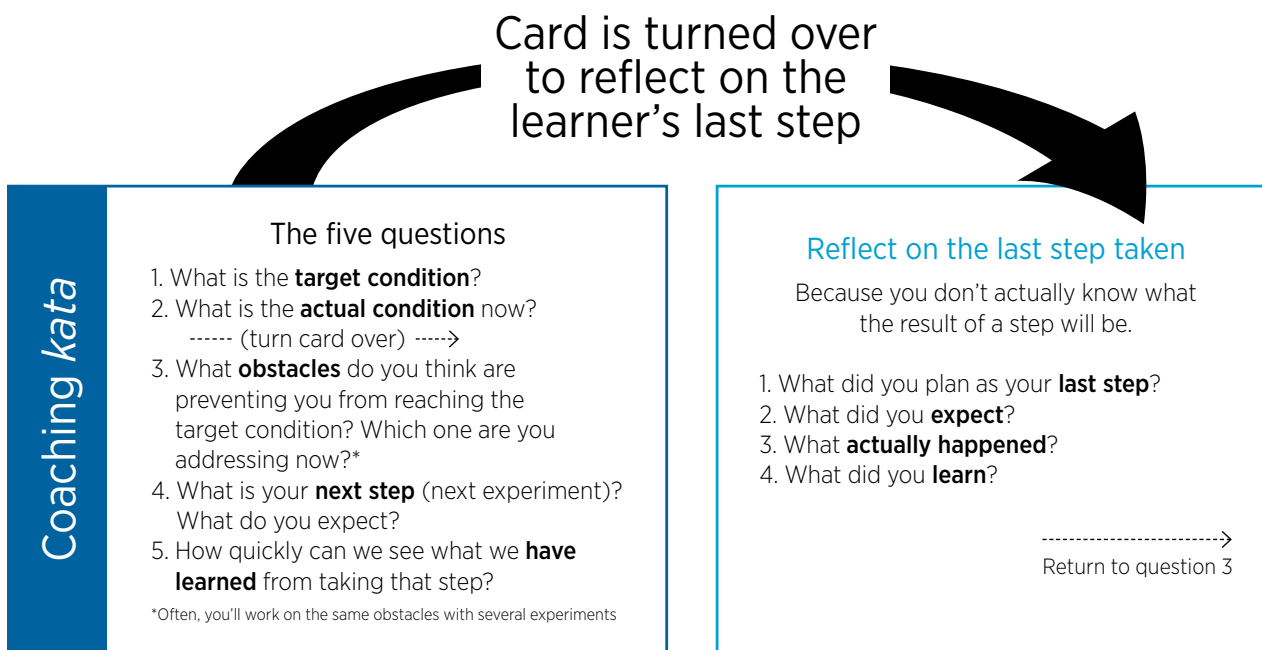 Card is turned over
to reflect on the
learner’s last step
Coaching kata
The five questions
1. What is the target condition?
2. What is the actual condition now?
------ (turn card over) ----->
3. What obstacles do you think are
preventing you from reaching the
target condition? Which one are you
addressing now?*
4. What is your next step (next experiment)?
What do you expect?
5. How quickly can we see what we have
learned from taking that step?
*Often, you’ll work on the same obstacles with several experiments
Reflect on the last step taken
Because you don’t actually know what
the result of a step will be.
1. What did you plan as your last step?
2. What did you expect?
3. What actually happened?
4. What did you learn?
Return to question 3